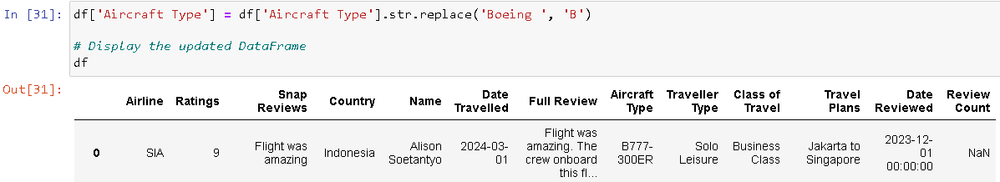 In [31]: df['Aircraft Type'] = df['Aircraft Type'].str.replace('Boeing ', 'B')
# Display the updated DataFrame
df
Out[31]:
Airline Ratings Snap Reviews Country Name Date Travelled Full Review Aircraft Type Traveller Type Class of Travel Travel Plans Date Reviewed Review Count
0 SIA 9 Flight was amazing Indonesia Alison Soetantyo 2024-03-01 Flight was amazing. The crew onboard this fl... B777-300ER Solo Leisure Business Class Jakarta to Singapore 2023-12-01 00:00:00 NaN